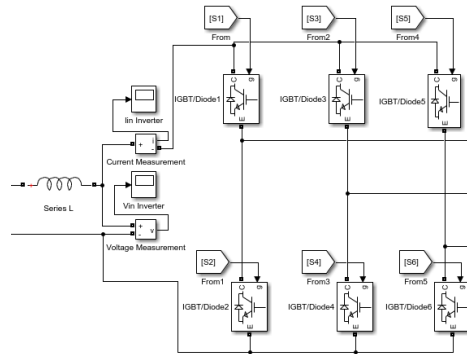 [S1] [S3] [S5]
From From2 From4
C g C g C g
IGBT/Diode1 IGBT/Diode3 IGBT/Diode5
E E E
Iin Inverter
+ i -
Current Measurement
Series L
Vin Inverter
+ - v
Voltage Measurement
[S2] [S4] [S6]
From1 From3 From5
C g C g C g
IGBT/Diode2 IGBT/Diode4 IGBT/Diode6
E E E